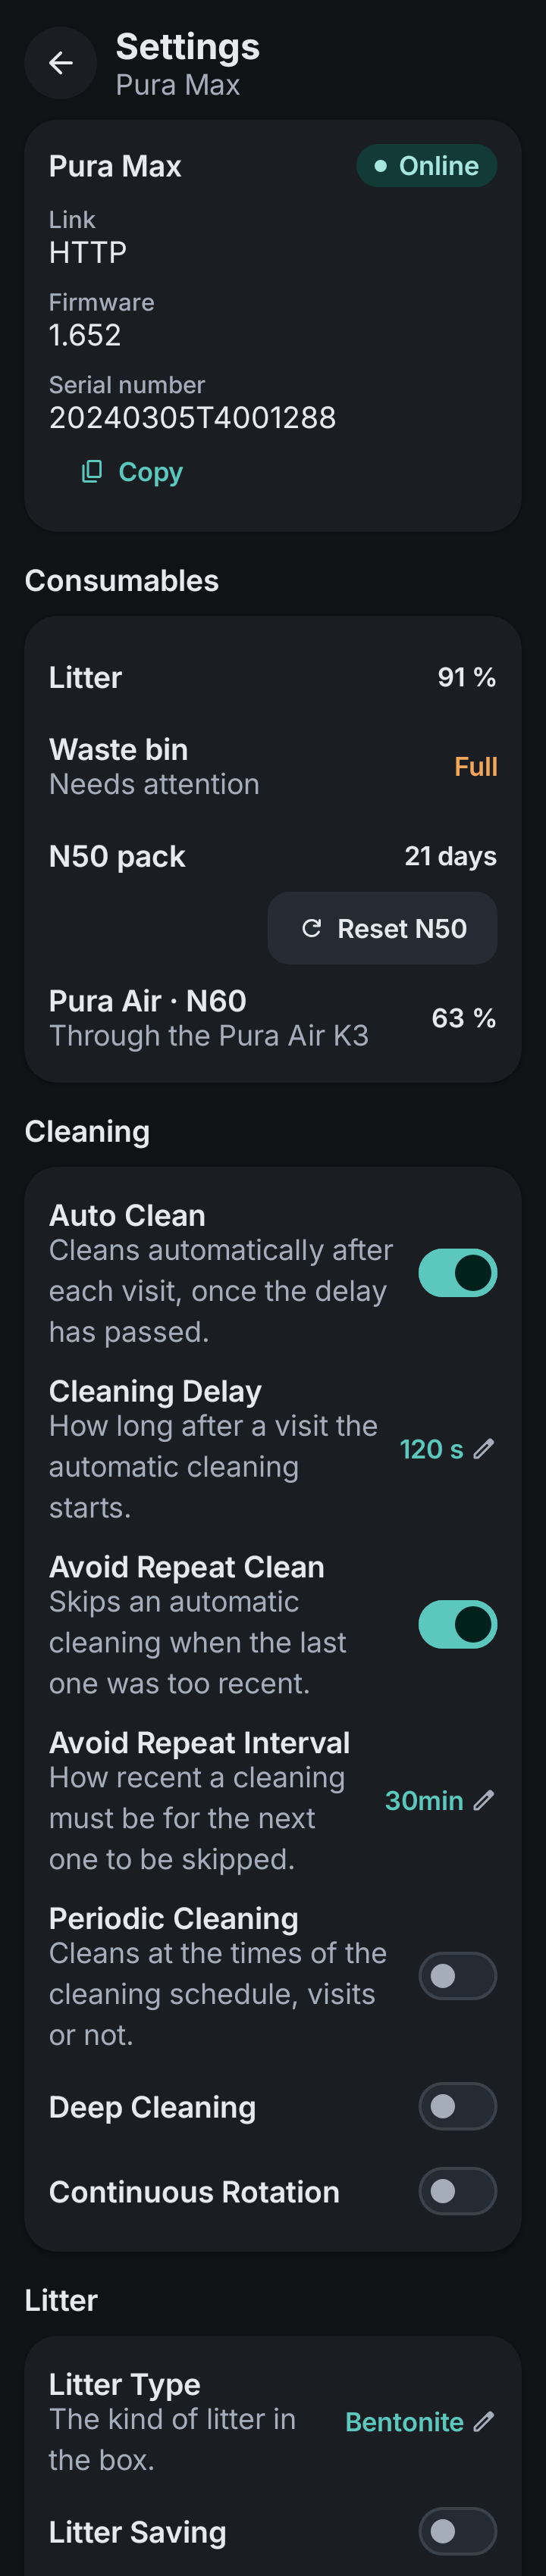 Settings
Pura Max
Pura Max
Online
Link
HTTP
Firmware
1.652
Serial number
20240305T4001288
Copy
Consumables
Litter
91 %
Waste bin
Needs attention
Full
N50 pack
21 days
Reset N50
Pura Air · N60
Through the Pura Air K3
63 %
Cleaning
Auto Clean
Cleans automatically after
each visit, once the delay
has passed.
Cleaning Delay
How long after a visit the
automatic cleaning
starts.
120 s
Avoid Repeat Clean
Skips an automatic
cleaning when the last
one was too recent.
Avoid Repeat Interval
How recent a cleaning
must be for the next
one to be skipped.
30min
Periodic Cleaning
Cleans at the times of the
cleaning schedule, visits
or not.
Deep Cleaning
Continuous Rotation
Litter
Litter Type
The kind of litter in
the box.
Bentonite
Litter Saving